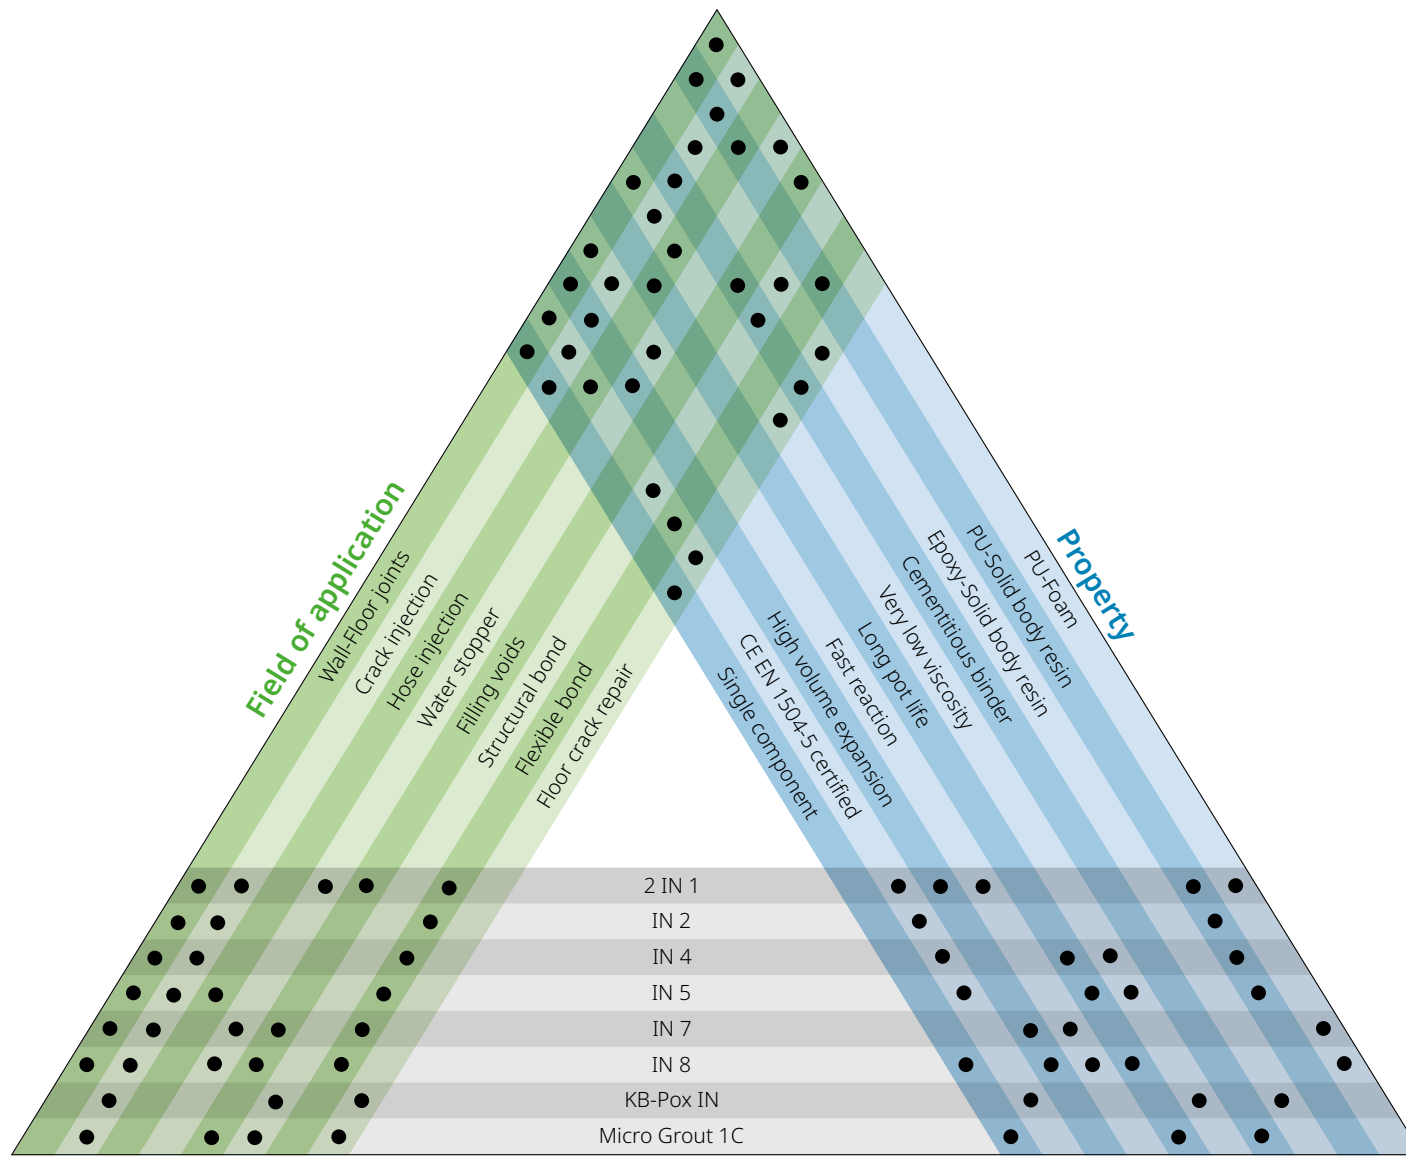 Field of application
Wall-Floor joints
Crack injection
Hose injection
Water stopper
Filling voids
Structural bond
Flexible bond
Floor crack repair
Single component
CE EN 1504-5 certified
High volume expansion
Fast reaction
Long pot life
Very low viscosity
Cementitious binder
Epoxy-Solid body resin
PU-Solid body resin
PU-Foam
Property
2 IN 1
IN 2
IN 4
IN 5
IN 7
IN 8
KB-Pox IN
Micro Grout 1C